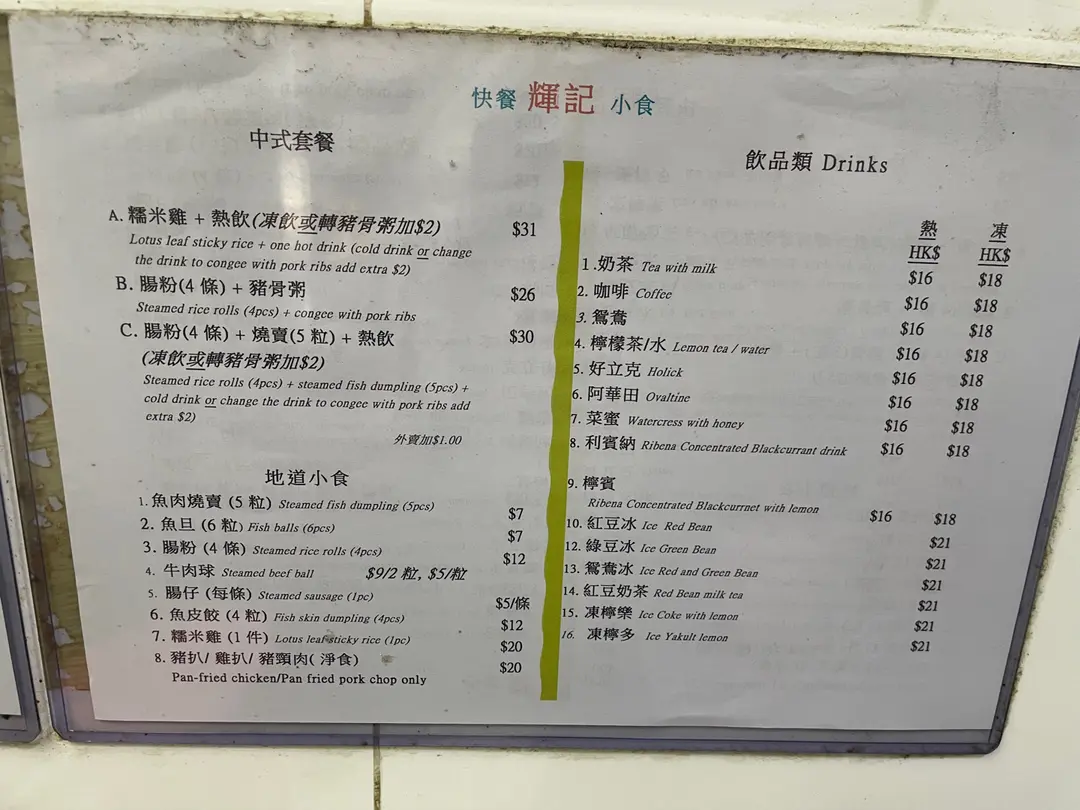 快餐 輝記 小食
中式套餐
A. 糯米雞 + 熱飲(凍飲或轉豬骨粥加$2) $31
Lotus leaf sticky rice + one hot drink (cold drink or change
the drink to congee with pork ribs add extra $2)
B. 腸粉(4 條) + 豬骨粥 $26
Steamed rice rolls (4pcs) + congee with pork ribs
C. 腸粉(4 條) + 燒賣(5 粒) + 熱飲 $30
(凍飲或轉豬骨粥加$2)
Steamed rice rolls (4pcs) + steamed fish dumpling (5pcs) +
cold drink or change the drink to congee with pork ribs add
extra $2)
外賣加$1.00
地道小食
1. 魚肉燒賣 (5 粒) Steamed fish dumpling (5pcs) $7
2. 魚旦 (6 粒) Fish balls (6pcs) $7
3. 腸粉 (4 條) Steamed rice rolls (4pcs) $12
4. 牛肉球 Steamed beef ball $9/2 粒, $5/粒
5. 腸仔 (每條) Steamed sausage (1pc) $5/條
6. 魚皮餃 (4 粒) Fish skin dumpling (4pcs) $12
7. 糯米雞 (1 件) Lotus leaf sticky rice (1pc) $20
8. 豬扒/ 雞扒/ 豬頸肉( 淨食) $20
Pan-fried chicken/Pan fried pork chop only
飲品類 Drinks
熱 凍
HK$ HK$
1.奶茶 Tea with milk $16 $18
2. 咖啡 Coffee $16 $18
3. 鴛鴦 $16 $18
4. 檸檬茶/水 Lemon tea / water $16 $18
5. 好立克 Holick $16 $18
6. 阿華田 Ovaltine $16 $18
7. 菜蜜 Watercress with honey $16 $18
8. 利賓納 Ribena Concentrated Blackcurrant drink $16 $18
9. 檸賓
Ribena Concentrated Blackcurrnet with lemon $16 $18
10. 紅豆冰 Ice Red Bean $21
12. 綠豆冰 Ice Green Bean $21
13. 鴛鴦冰 Ice Red and Green Bean $21
14. 紅豆奶茶 Red Bean milk tea $21
15. 凍檸樂 Ice Coke with lemon $21
16. 凍檸多 Ice Yakult lemon $21